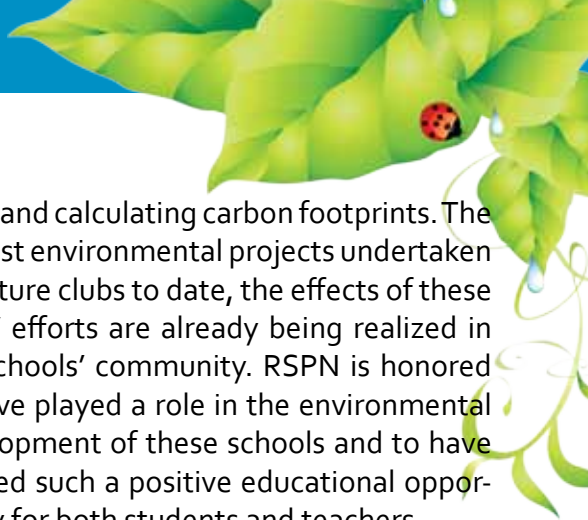 and calculating carbon footprints. The
st environmental projects undertaken
ture clubs to date, the effects of these
efforts are already being realized in
chools’ community. RSPN is honored
ve played a role in the environmental
opment of these schools and to have
ed such a positive educational oppor-
for both students and teachers.